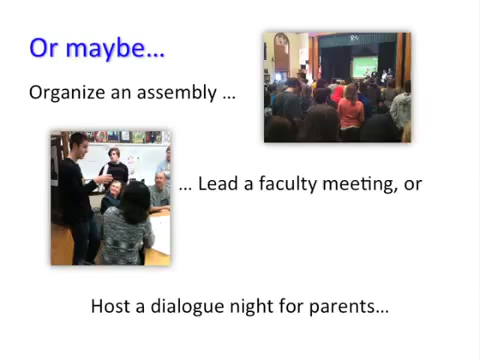 Or maybe…
Organize an assembly …
… Lead a faculty meeting, or
Host a dialogue night for parents…